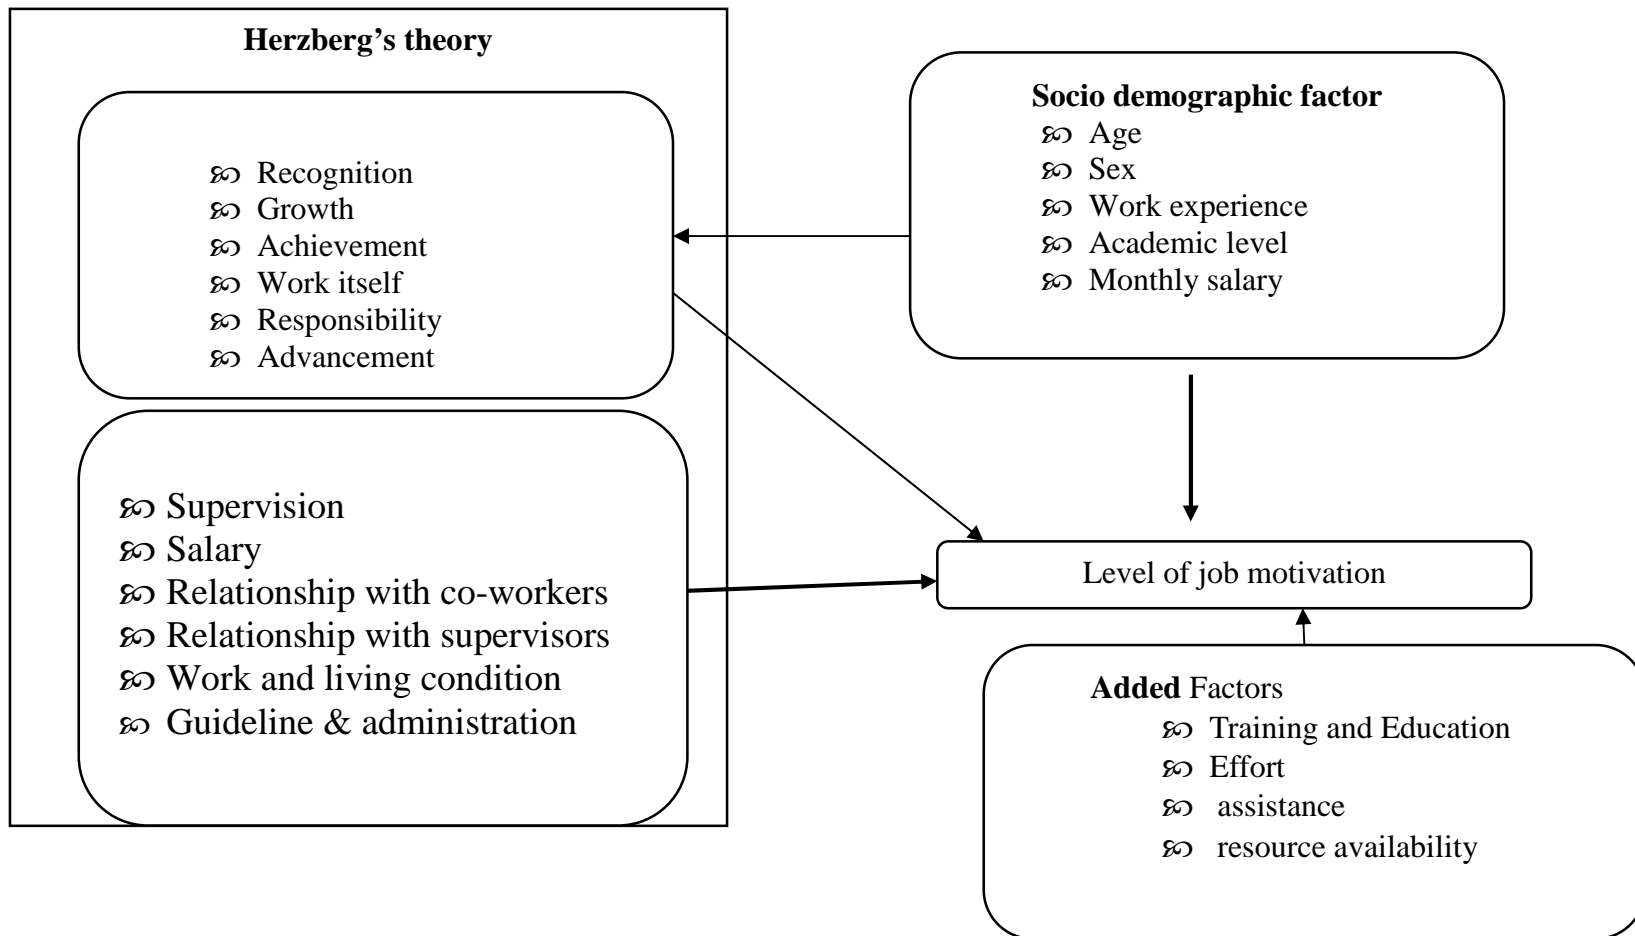 Herzberg’s theory
Recognition
Growth
Achievement
Work itself
Responsibility
Advancement
Supervision
Salary
Relationship with co-workers
Relationship with supervisors
Work and living condition
Guideline & administration
Socio demographic factor
Age
Sex
Work experience
Academic level
Monthly salary
Level of job motivation
Added Factors
Training and Education
Effort
assistance
resource availability